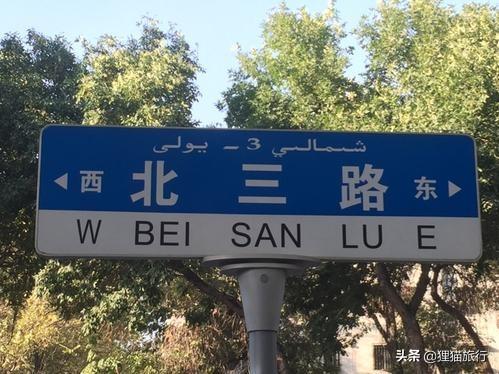 شىمالىي 3 - يولى
西 北三路 东
W BEI SAN LU E
头条 @狸猫旅行